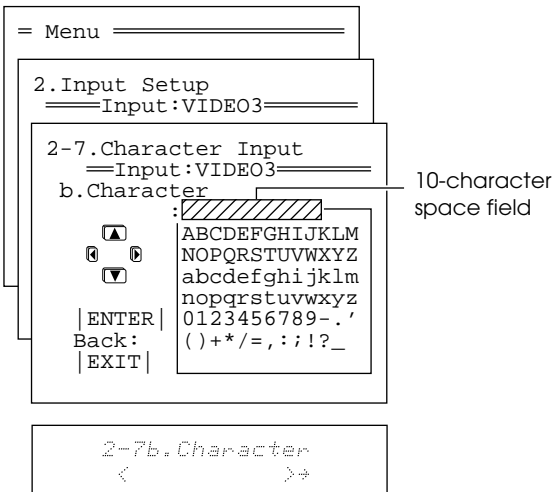 = Menu
2.Input Setup
Input:VIDEO3
2-7.Character Input
Input:VIDEO3
b.Character
:
10-character
space field
ABCDEFGHIJKLM
NOPQRSTUVWXYZ
abcdefghijklm
nopqrstuvwxyz
|ENTER| 0123456789-.’
Back: ()+*/=,:;!?_
|EXIT|
2-7b.Character
< >→